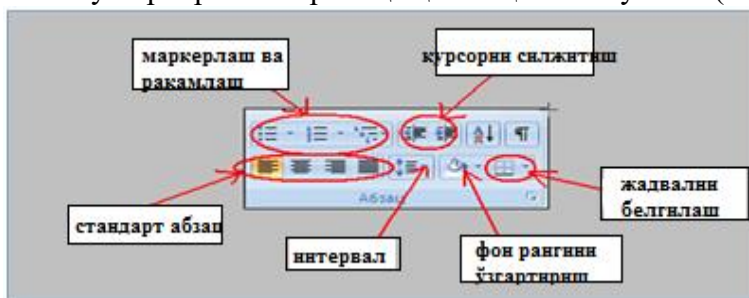 маркерлаш ва
ракамлаш
курсорни силжитиш
Абзац
стандарт абзац
интервал
фон рангини
ўзгартириш
жадвални
белгилаш